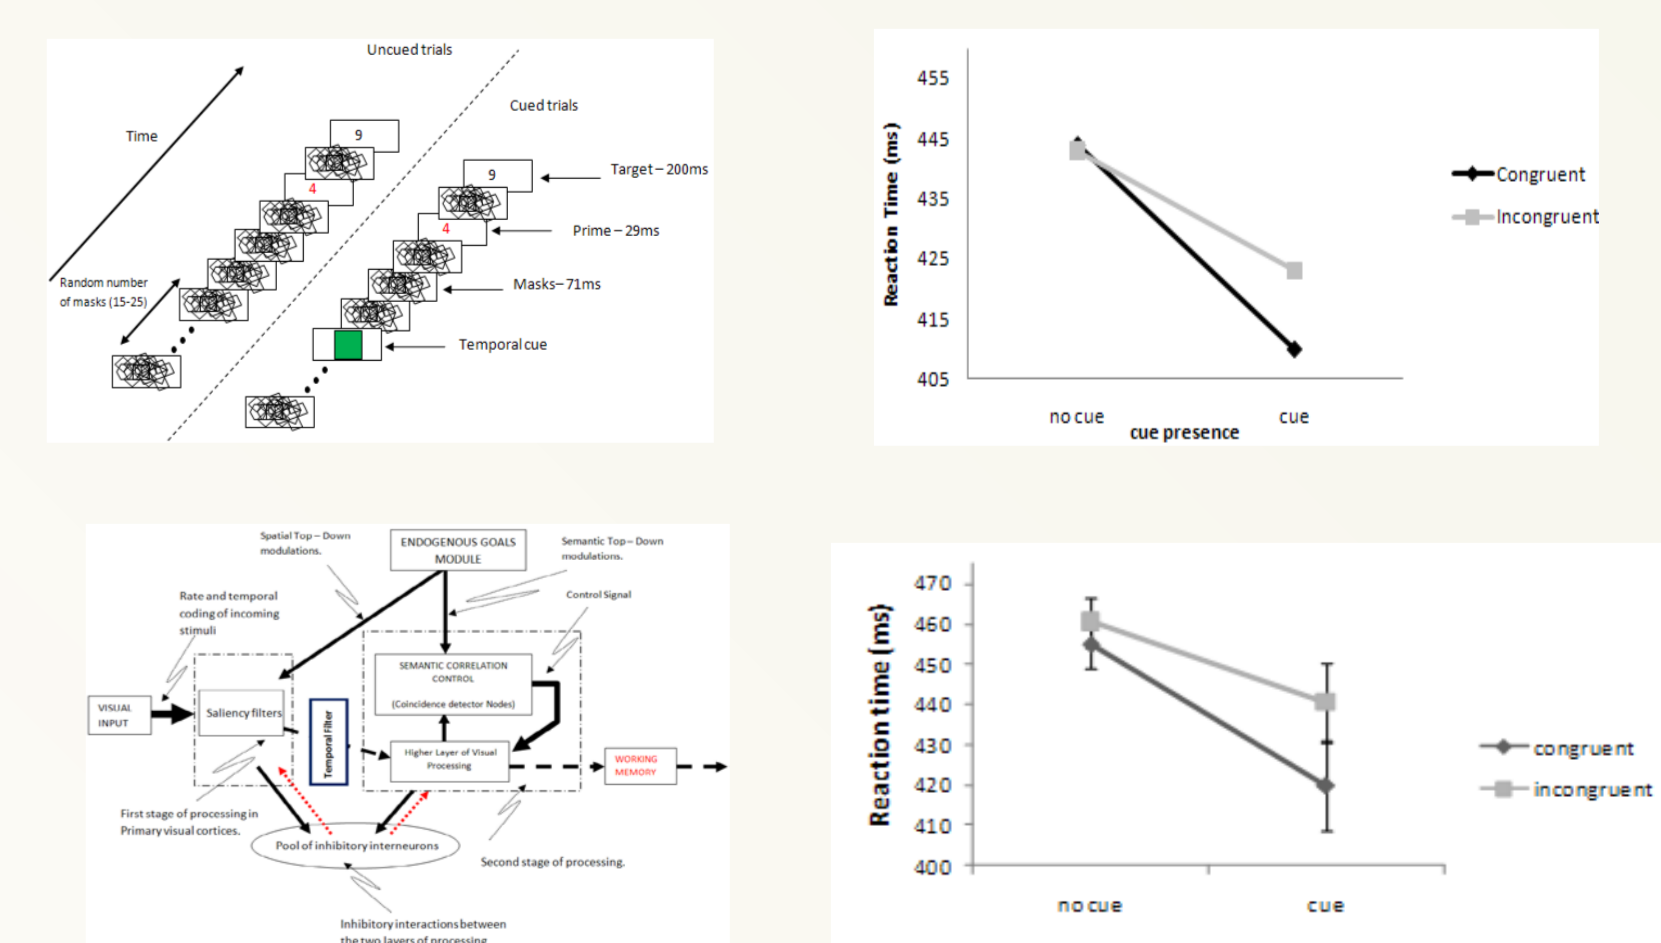 Uncued trials
Cued trials
Time
9
4
Random number
of masks (15-25)
9
Target – 200ms
4
Prime – 29ms
Masks– 71ms
Temporal cue
455
445
435
425
415
405
Reaction Time (ms)
no cue
cue
cue presence
Congruent
Incongruent
Spatial Top – Down
modulations.
ENDOGENOUS GOALS
MODULE
Semantic Top – Down
modulations.
Control Signal
Rate and temporal
coding of incoming
stimuli
VISUAL
INPUT
Saliency filters
Temporal Filter
SEMANTIC CORRELATION
CONTROL
(Coincidence detector Nodes)
Higher Layer of Visual
Processing
WORKING
MEMORY
First stage of processing in
Primary visual cortices.
Pool of inhibitory interneurons
Second stage of processing.
Inhibitory interactions between
the two layers of processing
470
460
450
440
430
420
410
400
Reaction time (ms)
no cue
cue
congruent
incongruent